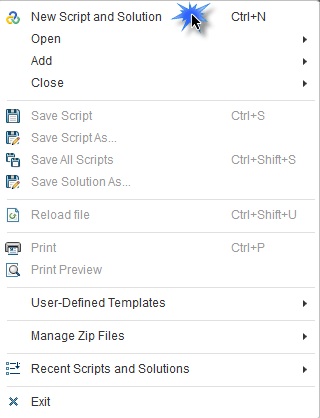 New Script and Solution Ctrl+N
Open
Add
Close
Save Script Ctrl+S
Save Script As...
Save All Scripts Ctrl+Shift+S
Save Solution As...
Reload file Ctrl+Shift+U
Print Ctrl+P
Print Preview
User-Defined Templates
Manage Zip Files
Recent Scripts and Solutions
Exit